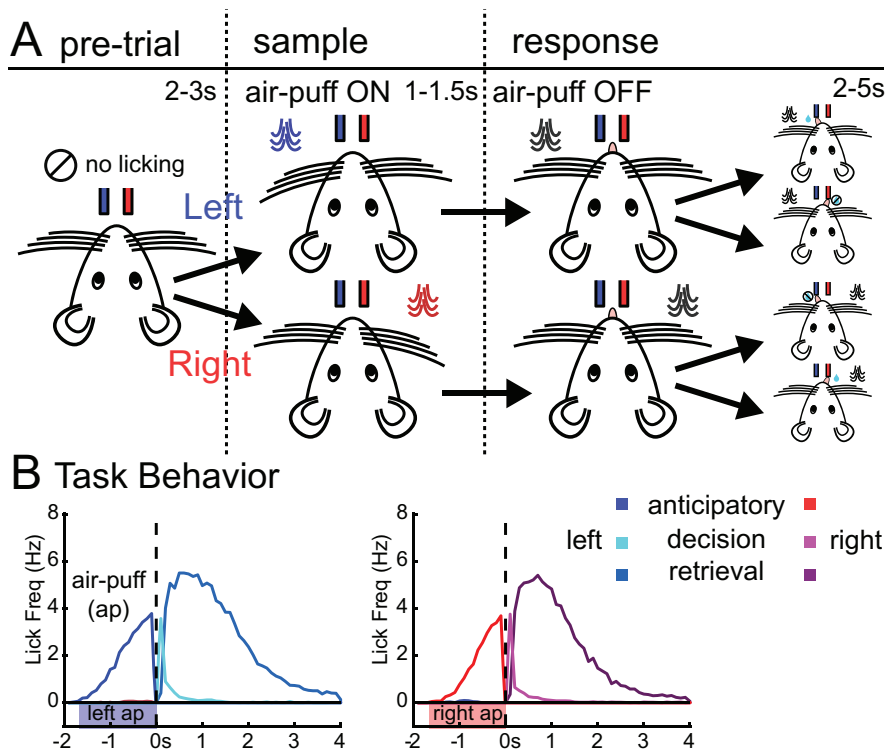 A pre-trial sample response
2-3s air-puff ON 1-1.5s air-puff OFF 2-5s
no licking
Left
Right
B Task Behavior
anticipatory
left decision right
retrieval
8
6
4
2
0
Lick Freq (Hz)
air-puff
(ap)
left ap
-2 -1 0s 1 2 3 4
8
6
4
2
0
Lick Freq (Hz)
right ap
-2 -1 0s 1 2 3 4